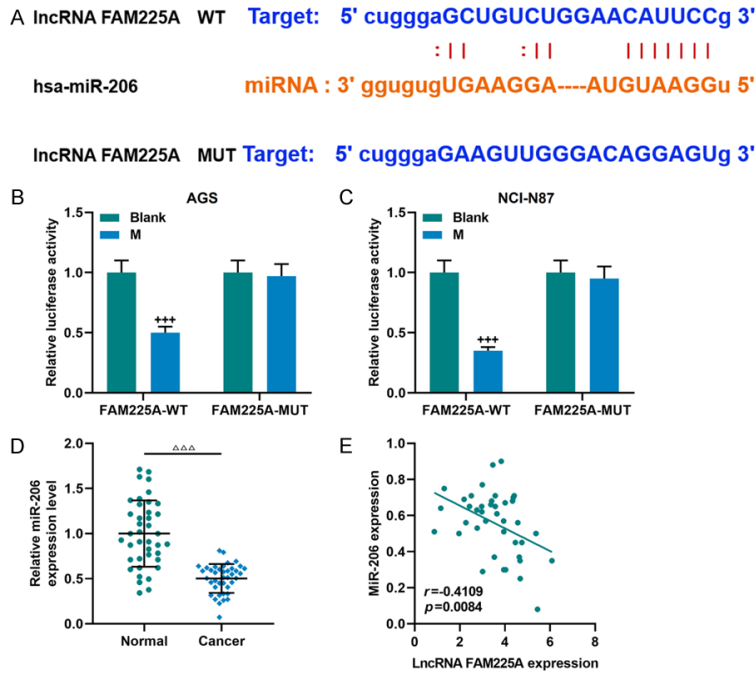 A
lncRNA FAM225A WT Target: 5' cugggaGCUGUCUGGAACAUUCCg 3'
: | | : | | | | | | | | |
hsa-miR-206 miRNA : 3' ggugugUGAAGGA----AUGUAAGGu 5'
lncRNA FAM225A MUT Target: 5' cugggaGAAGUUGGGACAGGAGUg 3'
B
AGS
Relative luciferase activity
1.5
1.0
0.5
0.0
Blank
M
+++
FAM225A-WT FAM225A-MUT
C
NCI-N87
Relative luciferase activity
1.5
1.0
0.5
0.0
Blank
M
+++
FAM225A-WT FAM225A-MUT
D
Relative miR-206
expression level
2.0
1.5
1.0
0.5
0.0
△△△
Normal Cancer
E
MiR-206 expression
1.0
0.8
0.6
0.4
0.2
0.0
r=-0.4109
p=0.0084
0 2 4 6 8
LncRNA FAM225A expression